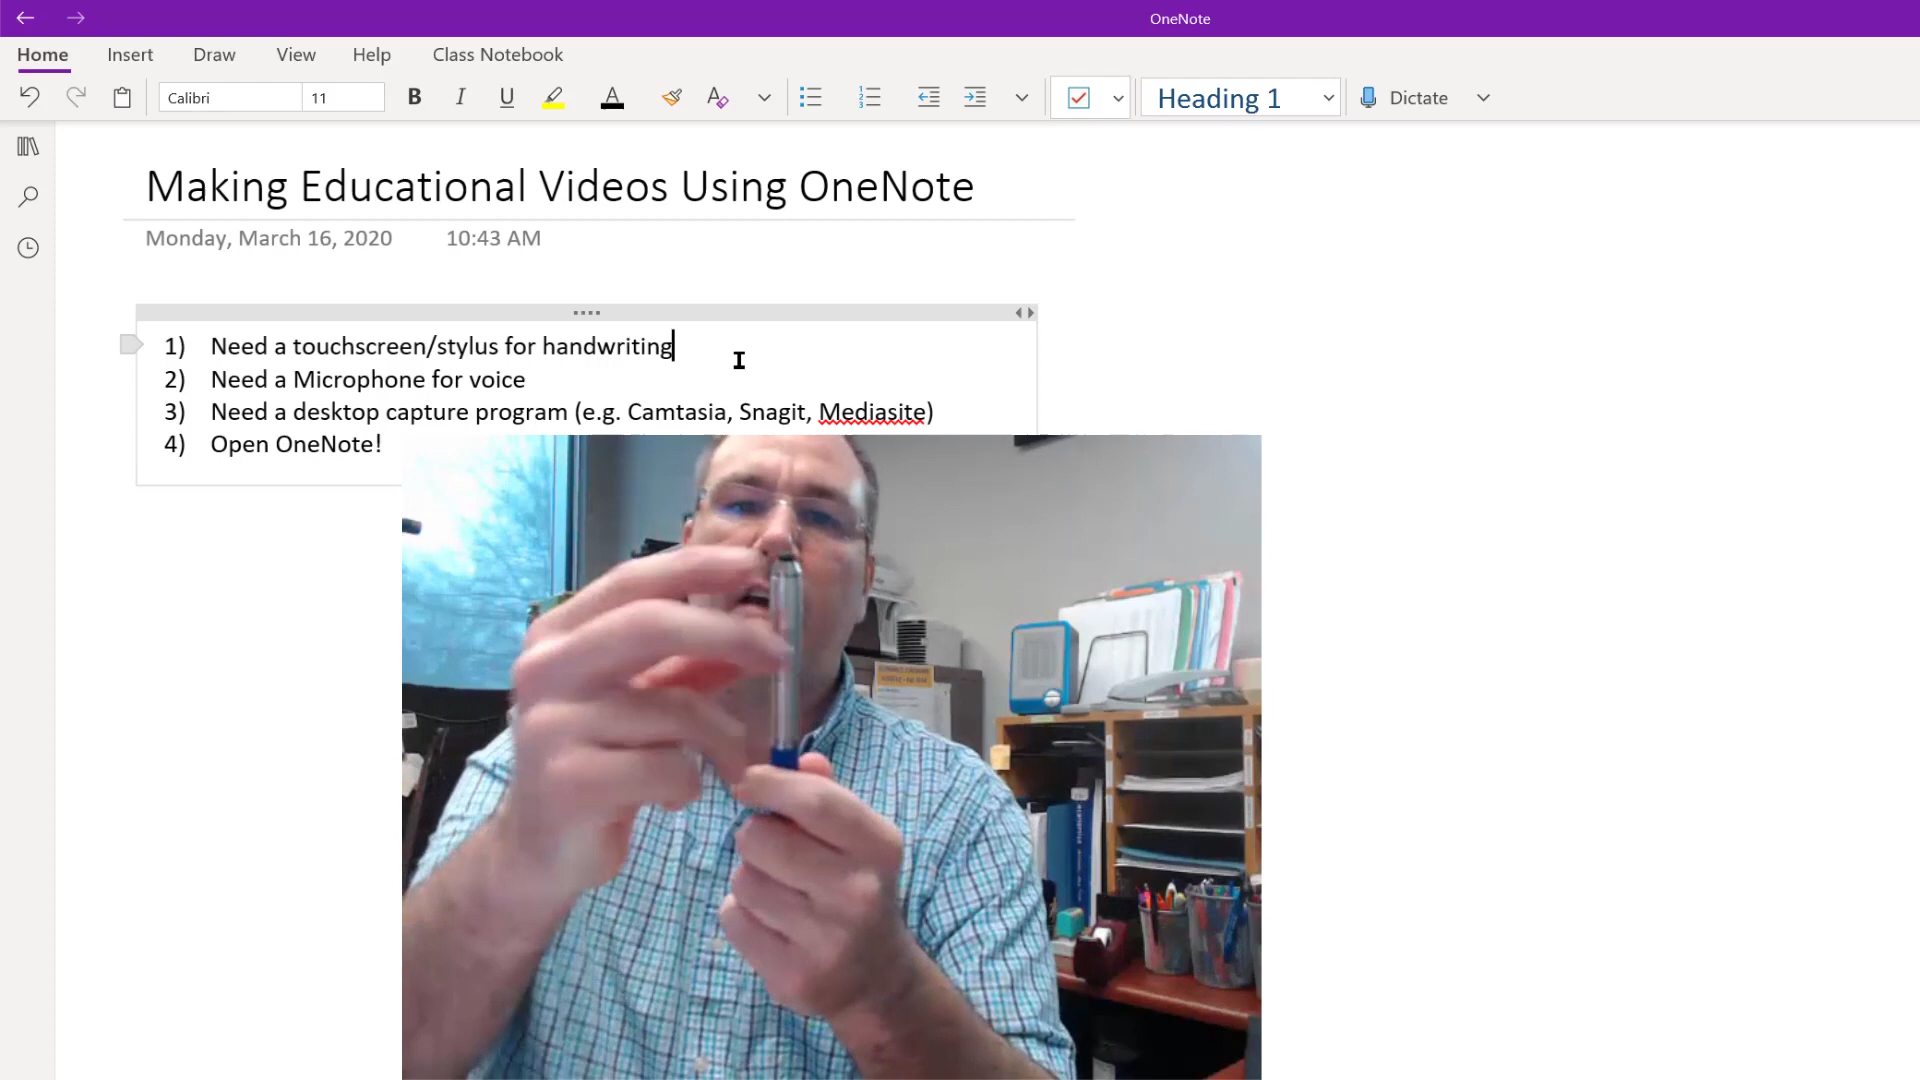 OneNote
Home Insert Draw View Help Class Notebook
Calibri 11 B I U A A Heading 1 Dictate
Making Educational Videos Using OneNote
Monday, March 16, 2020 10:43 AM
1) Need a touchscreen/stylus for handwriting
2) Need a Microphone for voice
3) Need a desktop capture program (e.g. Camtasia, Snagit, Mediasite)
4) Open OneNote!